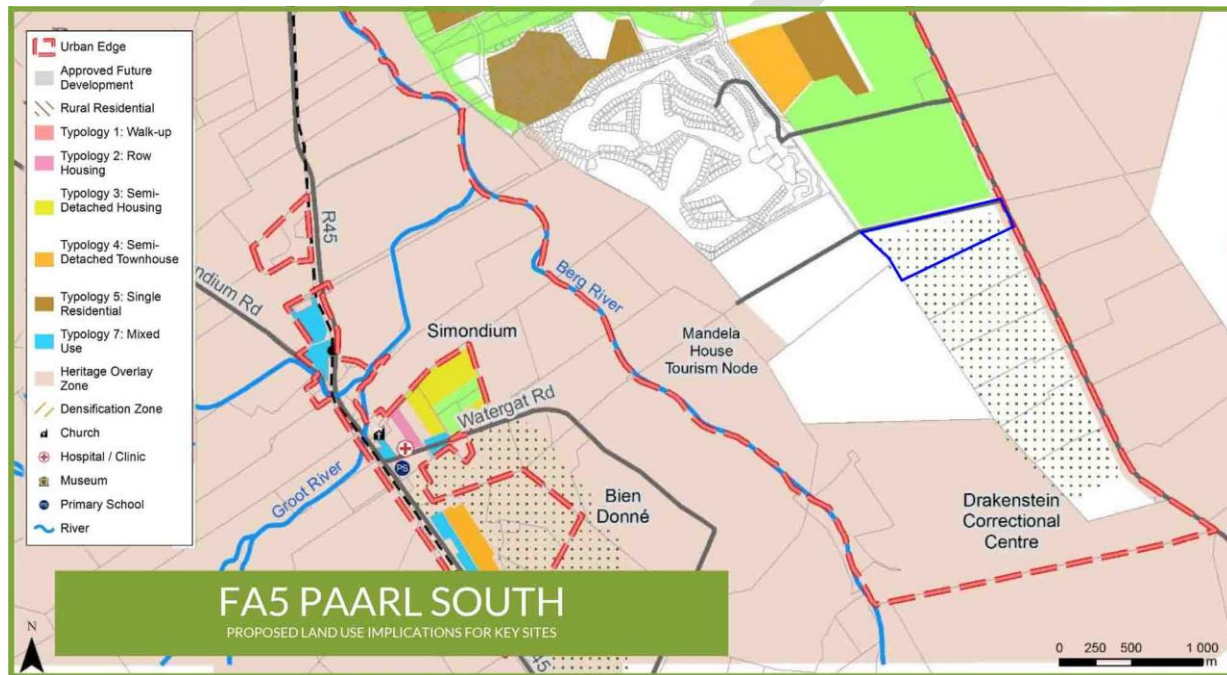 Urban Edge
Approved Future
Development
Rural Residential
Typology 1: Walk-up
Typology 2: Row
Housing
Typology 3: Semi-
Detached Housing
Typology 4: Semi-
Detached Townhouse
Typology 5: Single
Residential
Typology 7: Mixed
Use
Heritage Overlay
Zone
Densification Zone
Church
Hospital / Clinic
Museum
PS
Primary School
River
R45
ndium Rd
Simondium
Berg River
Mandela
House
Tourism Node
Watergat Rd
PS
Groot River
Bien
Donné
Drakenstein
Correctional
Centre
FA5 PAARL SOUTH
PROPOSED LAND USE IMPLICATIONS FOR KEY SITES
N
0 250 500 1 000
m